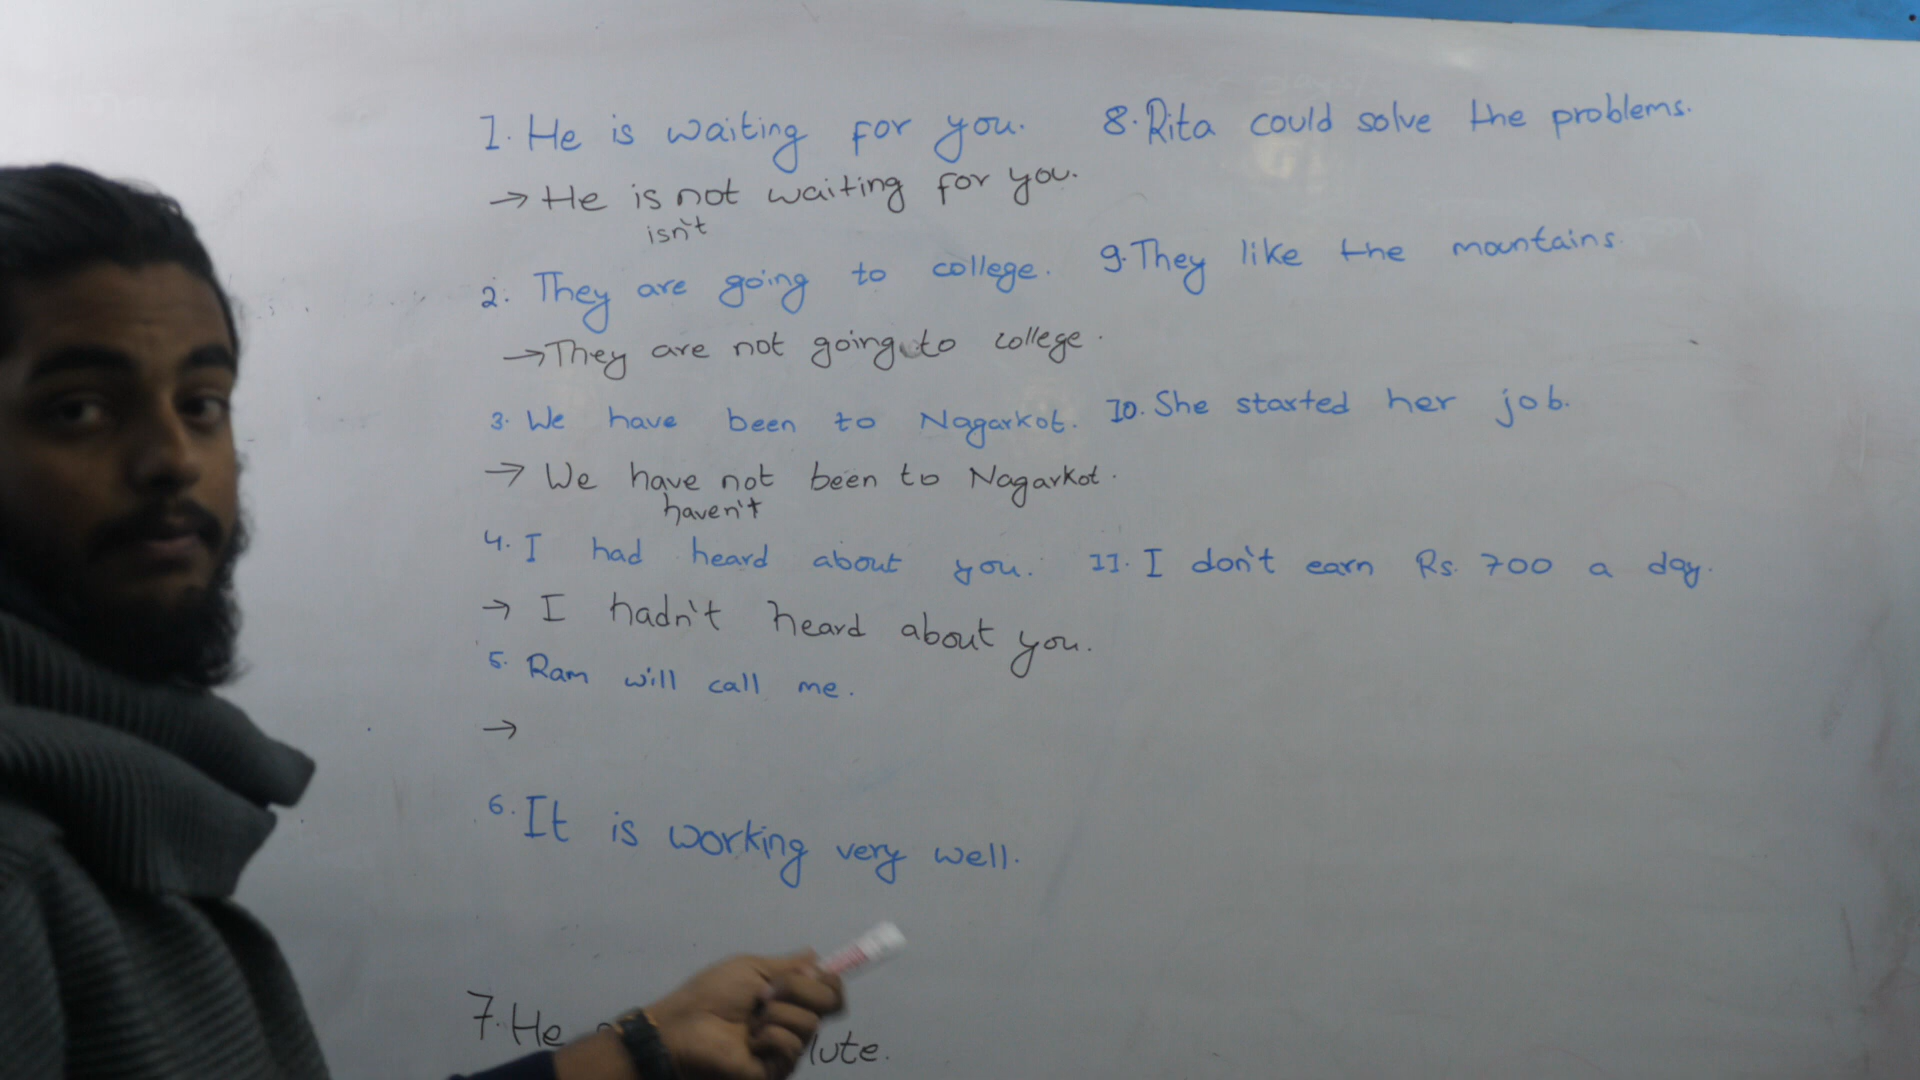 1. He is waiting for you.
→ He is not waiting for you.
isn't
2. They are going to college.
→ They are not going to college.
3. We have been to Nagarkot.
→ We have not been to Nagarkot.
haven't
4. I had heard about you.
→ I hadn't heard about you.
5. Ram will call me.
→
6. It is working very well.
7. He
8. Rita could solve the problems.
9. They like the mountains.
10. She started her job.
11. I don't earn Rs. 700 a day.